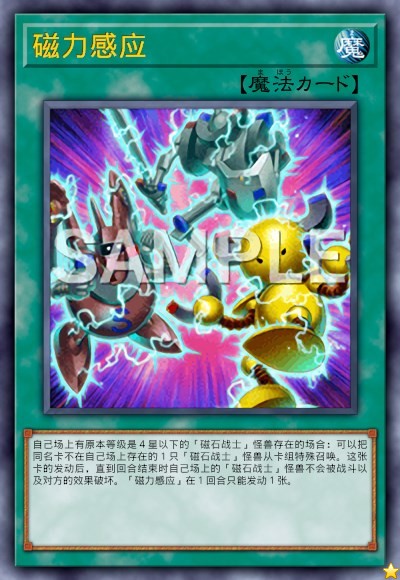 磁力感应
魔
【魔法カード】
まほう
SAMPLE
自己场上有原本等级是4星以下的「磁石战士」怪兽存在的场合：可以把
同名卡不在自己场上存在的1只「磁石战士」怪兽从卡组特殊召唤。这张
卡的发动后，直到回合结束时自己场上的「磁石战士」怪兽不会被战斗以
及对方的效果破坏。「磁力感应」在1回合只能发动1张。